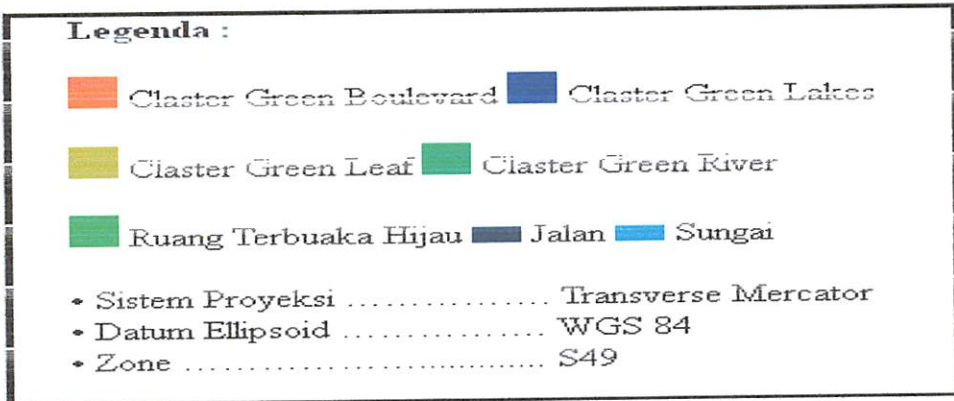 Legenda :
Claster Green Boulevard Claster Green Lakes
Claster Green Leaf Claster Green River
Ruang Terbuaka Hijau Jalan Sungai
• Sistem Proyeksi ................ Transverse Mercator
• Datum Ellipsoid ................ WGS 84
• Zone ............................ S49